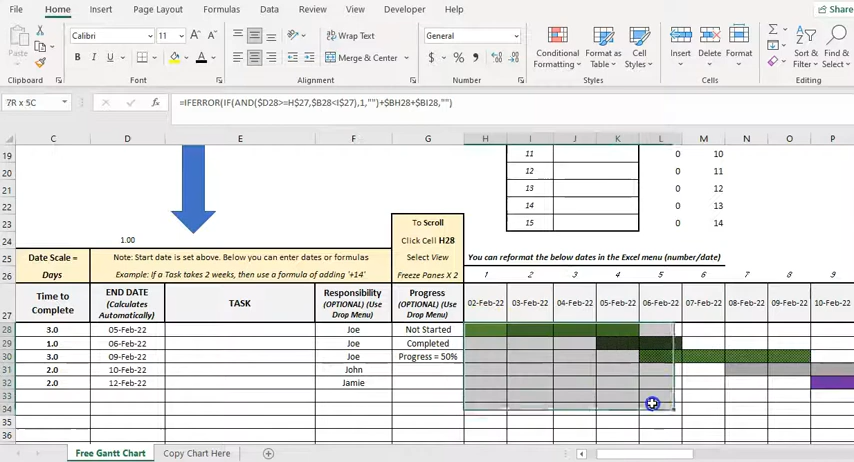 File Home Insert Page Layout Formulas Data Review View Developer Help Share
Paste Calibri 11 Wrap Text General Conditional Formatting Format as Table Cell Styles Insert Delete Format Sort & Filter Find & Select
B I U A Merge & Center $ % ,
Clipboard Font Alignment Number Styles Cells Editing
7R x 5C fx =IFERROR(IF(AND($D28>=H$27,$B28<I$27),1,"")+$BH28+$BI28,"")
C D E F G H I J K L M N O P
19 11 0 10
20 12 0 11
21 13 0 12
22 14 0 13
23 To Scroll 15 0 14
24 1.00 Click Cell H28
25 Date Scale = Note: Start date is set above. Below you can enter dates or formulas Select View You can reformat the below dates in the Excel menu (number/date)
26 Days Example: If a Task takes 2 weeks, then use a formula of adding '+14' Freeze Panes X 2 1 2 3 4 5 6 7 8 9
27 Time to Complete END DATE (Calculates Automatically) TASK Responsibility (OPTIONAL) (Use Drop Menu) Progress (OPTIONAL) (Use Drop Menu) 02-Feb-22 03-Feb-22 04-Feb-22 05-Feb-22 06-Feb-22 07-Feb-22 08-Feb-22 09-Feb-22 10-Feb-22
28 3.0 05-Feb-22 Joe Not Started
29 1.0 06-Feb-22 Joe Completed
30 3.0 09-Feb-22 Joe Progress = 50%
31 2.0 10-Feb-22 John
32 2.0 12-Feb-22 Jamie
33
34
35
36
Free Gantt Chart Copy Chart Here